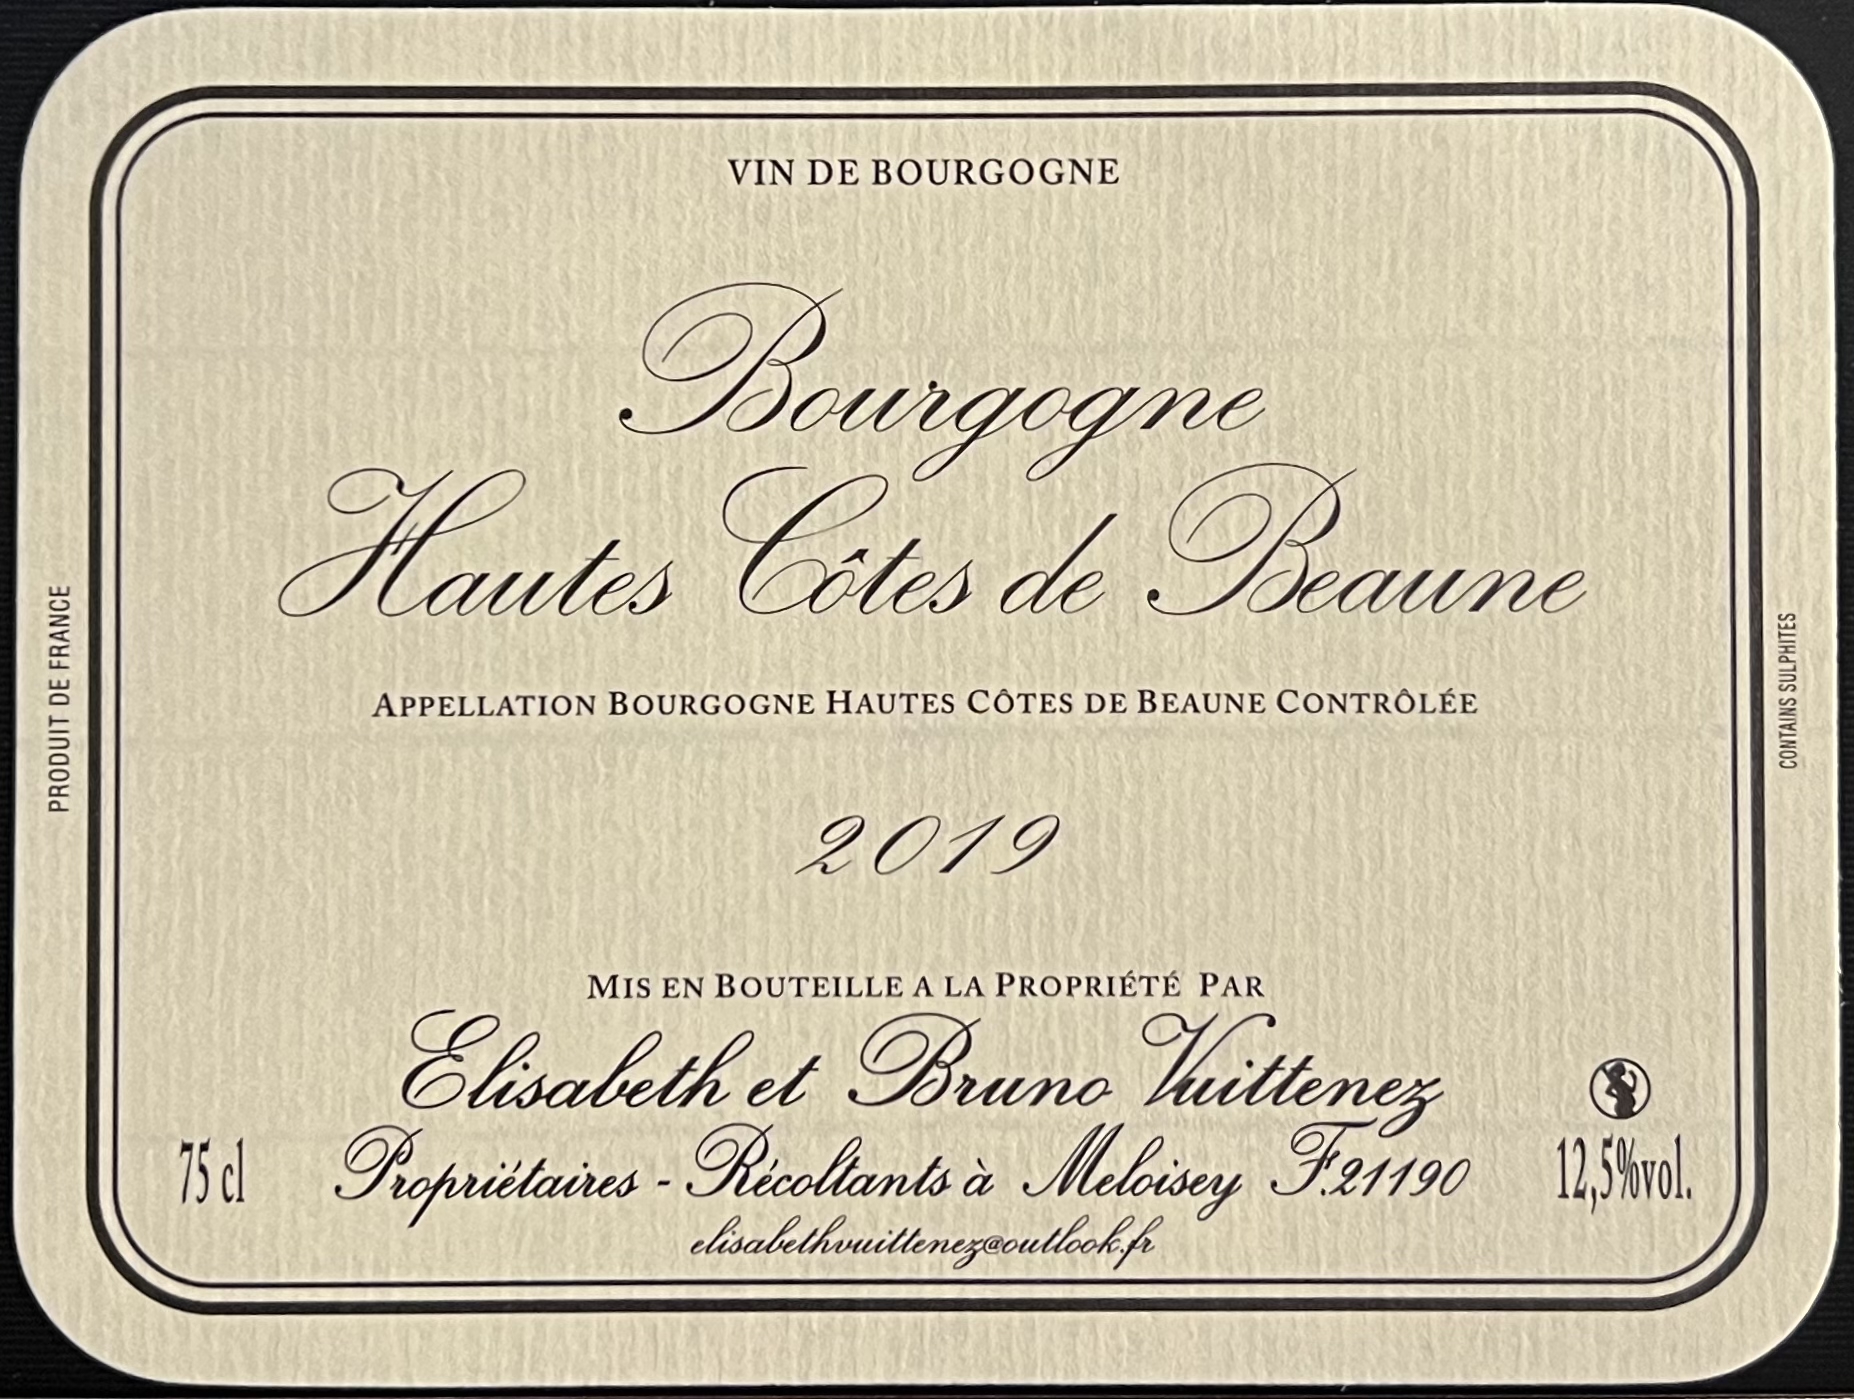 VIN DE BOURGOGNE
Bourgogne
Hautes Côtes de Beaune
APPELLATION BOURGOGNE HAUTES CÔTES DE BEAUNE CONTRÔLÉE
2019
MIS EN BOUTEILLE A LA PROPRIÉTÉ PAR
Elisabeth et Bruno Vuittenez
Propriétaires - Récoltants à Meloisey F.21190
elisabethvuittenez@outlook.fr
75 cl
12,5%vol.
PRODUIT DE FRANCE
CONTAINS SULPHITES